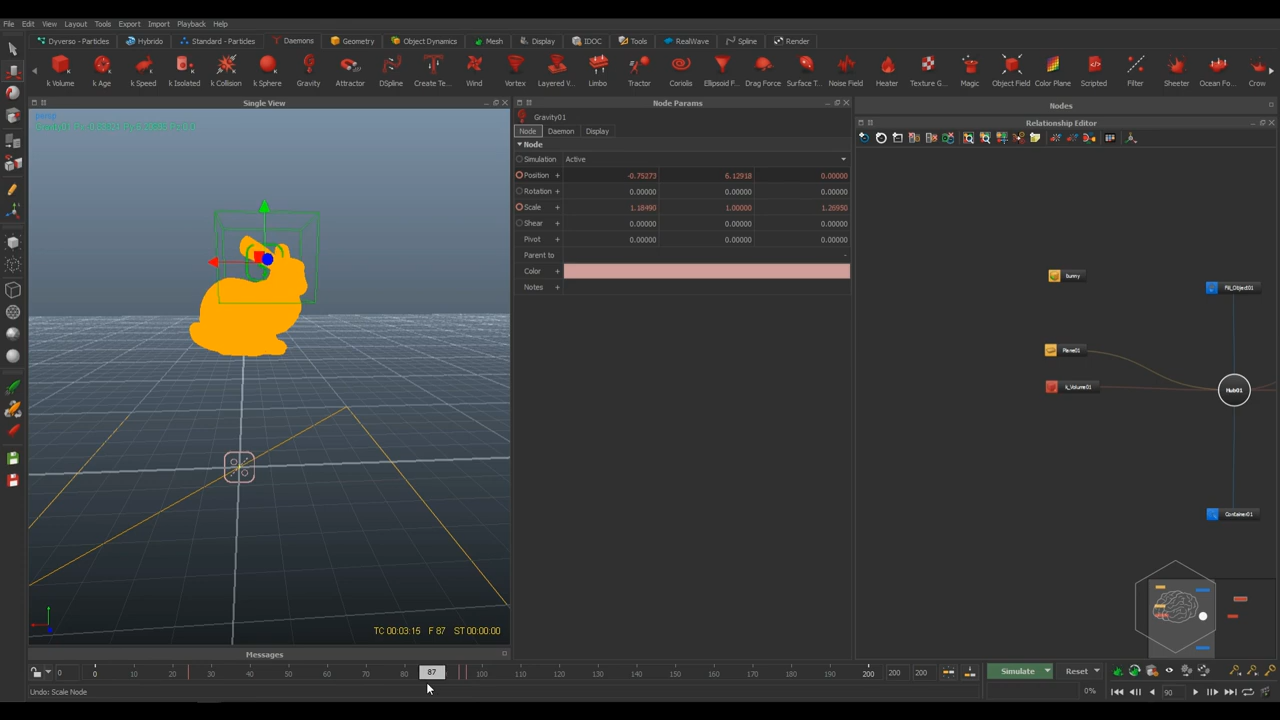 File Edit View Layout Tools Export Import Playback Help
Dyverso - Particles Hybrido Standard - Particles Daemons Geometry Object Dynamics Mesh Display IDOC Tools RealWave Spline Render
k Volume k Age k Speed k Isolated k Collision k Sphere Gravity Attractor DSpline Create Te... Wind Vortex Layered V... Limbo Tractor Coriolis Ellipsoid F... Drag Force Surface T... Noise Field Heater Texture G... Magic Object Field Color Plane Scripted Filter Sheeter Ocean Fo... Crow
Single View
Node Params
Nodes
Relationship Editor
persp
Gravity01
Node Daemon Display
Node
Simulation Active
Position + -0.75273 6.12918 0.00000
Rotation + 0.00000 0.00000 0.00000
Scale + 1.18490 1.00000 1.26950
Shear + 0.00000 0.00000 0.00000
Pivot + 0.00000 0.00000 0.00000
Parent to -
Color +
Notes +
Bunny
Fill_Object01
Plane01
k_Volume01
Hub01
Container01
TC 00:03:15 F 87 ST 00:00:00
Messages
0 0 10 20 30 40 50 60 70 80 87 100 110 120 130 140 150 160 170 180 190 200 200 200
Simulate Reset
Undo: Scale Node
0% 90